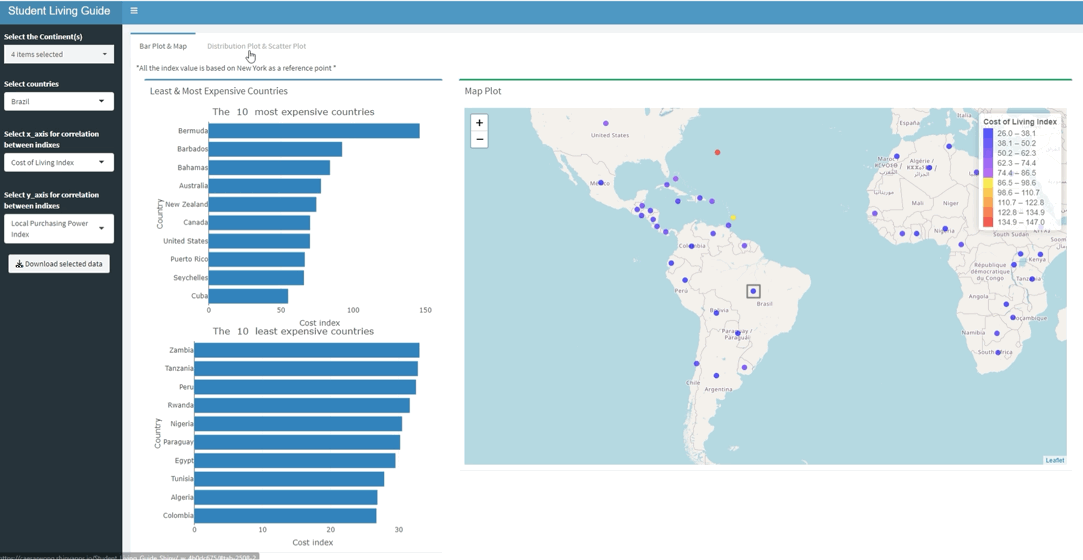 Student Living Guide
Select the Continent(s)
4 items selected
Select countries
Brazil
Select x_axis for correlation
between indexes
Cost of Living Index
Select y_axis for correlation
between indexes
Local Purchasing Power
Index
Download selected data
Bar Plot & Map
Distribution Plot & Scatter Plot
*All the index value is based on New York as a reference point *
Least & Most Expensive Countries
The 10 most expensive countries
Bermuda
Barbados
Bahamas
Australia
New Zealand
Canada
United States
Puerto Rico
Seychelles
Cuba
Country
0 50 100 150
Cost index
The 10 least expensive countries
Zambia
Tanzania
Peru
Rwanda
Nigeria
Paraguay
Egypt
Tunisia
Algeria
Colombia
Country
0 10 20 30
Cost index
Map Plot
+
−
United States
México
Colombia
Perú
Brasil
Bolivia
Paraguay /
Paraguái
Chile
Argentina
España
Italia
Algérie /
Mali
Niger
Nigeria
South Sudan
Kenya
République
démocratique
du Congo
Tanzania
Angola
Moçambique
Namibia
South Africa
Cost of Living Index
26.0 – 38.1
38.1 – 50.2
50.2 – 62.3
62.3 – 74.4
74.4 – 86.5
86.5 – 98.6
98.6 – 110.7
110.7 – 122.8
122.8 – 134.9
134.9 – 147.0
Leaflet